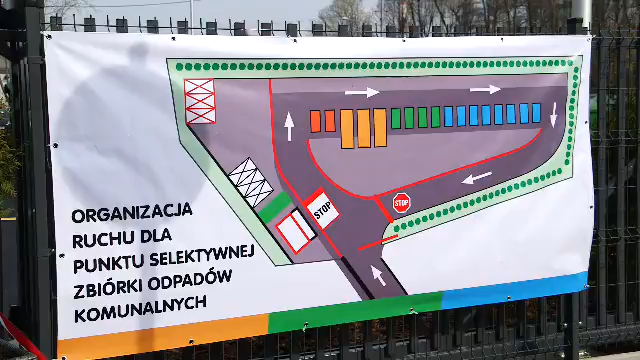 ORGANIZACJA
RUCHU DLA
PUNKTU SELEKTYWNEJ
ZBIÓRKI ODPADÓW
KOMUNALNYCH
STOP
STOP